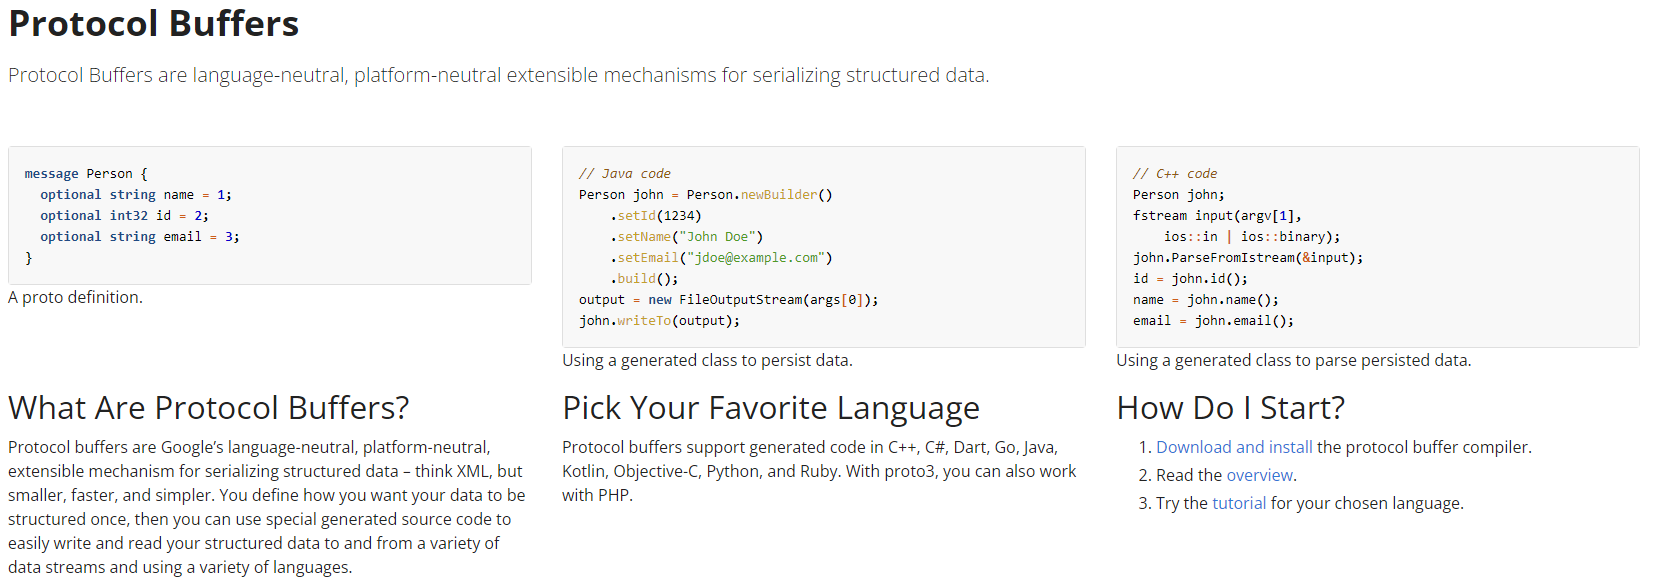 Protocol Buffers
Protocol Buffers are language-neutral, platform-neutral extensible mechanisms for serializing structured data.
message Person {
  optional string name = 1;
  optional int32 id = 2;
  optional string email = 3;
}
A proto definition.
// Java code
Person john = Person.newBuilder()
    .setId(1234)
    .setName("John Doe")
    .setEmail("jdoe@example.com")
    .build();
output = new FileOutputStream(args[0]);
john.writeTo(output);
Using a generated class to persist data.
// C++ code
Person john;
fstream input(argv[1],
    ios::in | ios::binary);
john.ParseFromIstream(&input);
id = john.id();
name = john.name();
email = john.email();
Using a generated class to parse persisted data.
What Are Protocol Buffers?
Protocol buffers are Google’s language-neutral, platform-neutral,
extensible mechanism for serializing structured data – think XML, but
smaller, faster, and simpler. You define how you want your data to be
structured once, then you can use special generated source code to
easily write and read your structured data to and from a variety of
data streams and using a variety of languages.
Pick Your Favorite Language
Protocol buffers support generated code in C++, C#, Dart, Go, Java,
Kotlin, Objective-C, Python, and Ruby. With proto3, you can also work
with PHP.
How Do I Start?
1. Download and install the protocol buffer compiler.
2. Read the overview.
3. Try the tutorial for your chosen language.